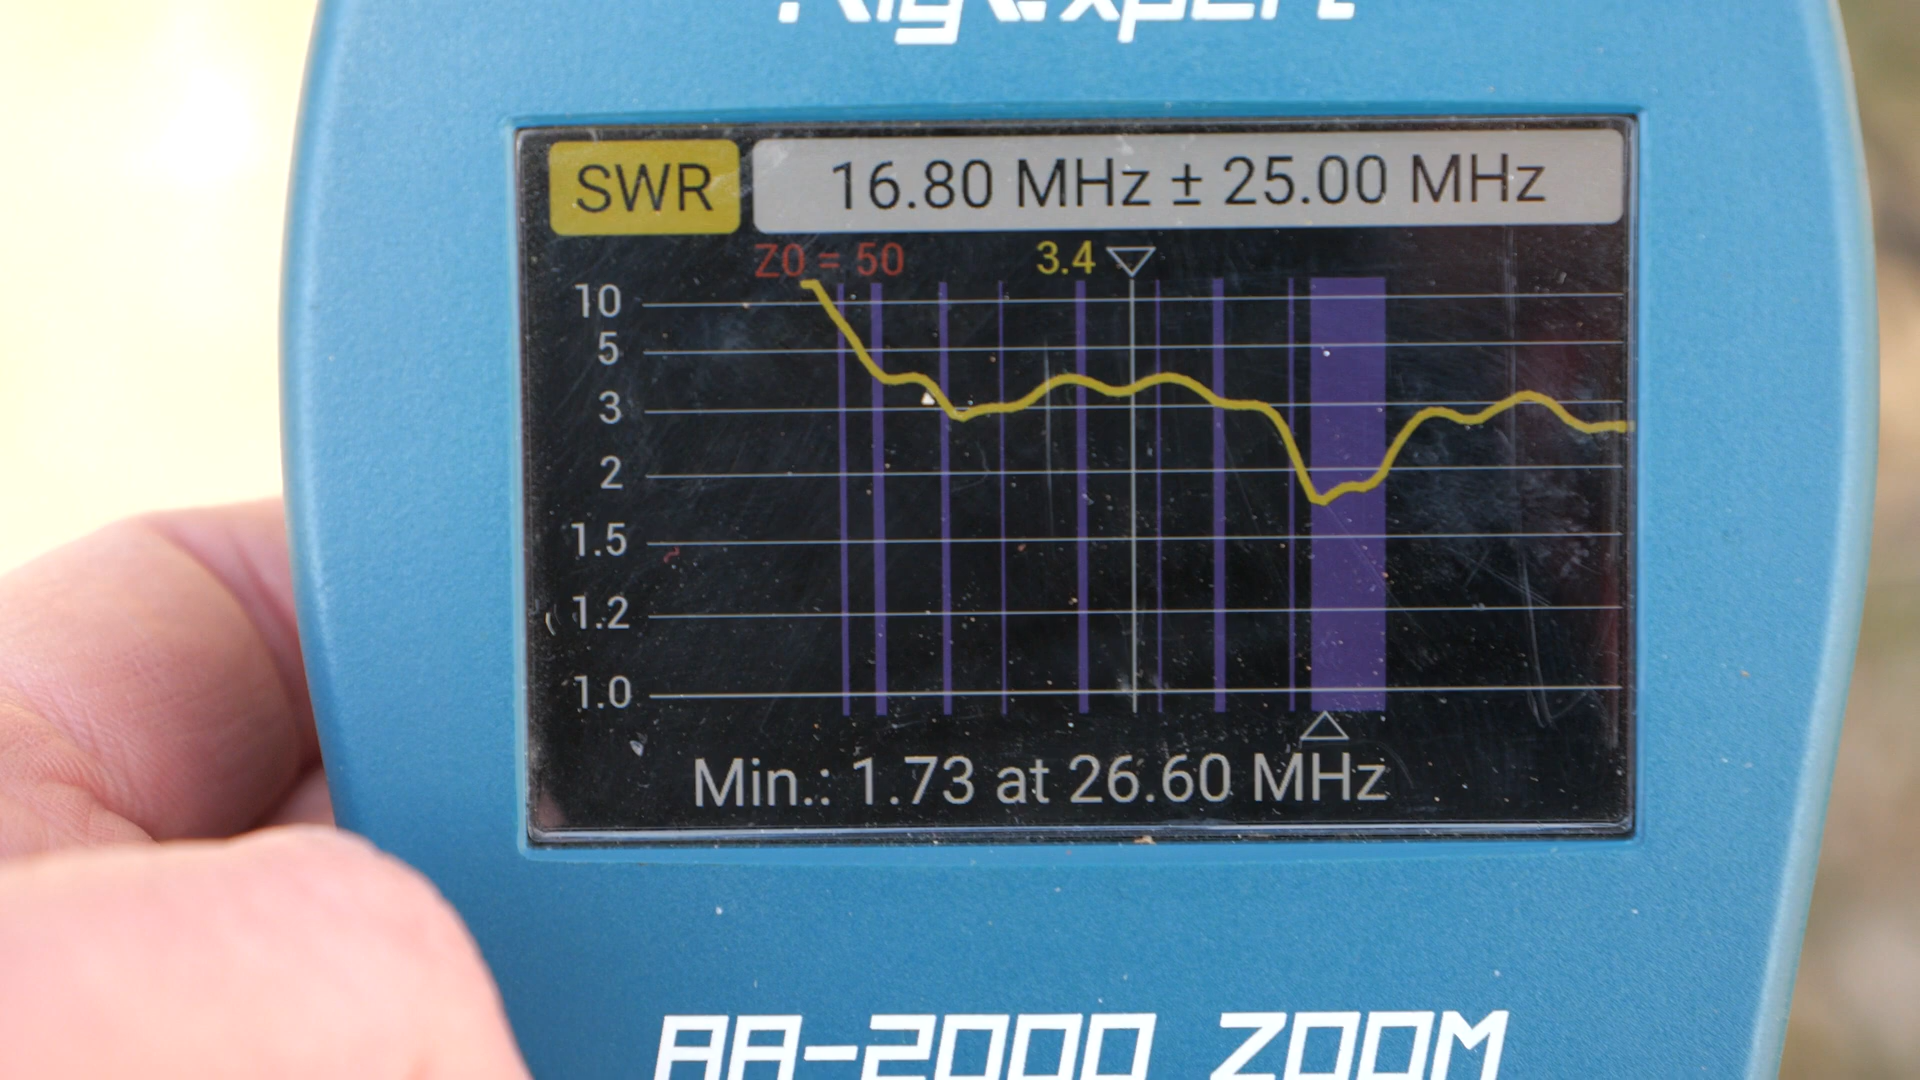 RigExpert
SWR 16.80 MHz ± 25.00 MHz
Z0 = 50 3.4
10
5
3
2
1.5
1.2
1.0
Min.: 1.73 at 26.60 MHz
AA-2000 ZOOM